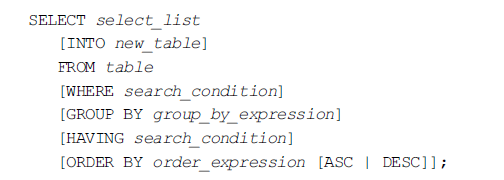 SELECT select_list
[INTO new_table]
FROM table
[WHERE search_condition]
[GROUP BY group_by_expression]
[HAVING search_condition]
[ORDER BY order_expression [ASC | DESC]];